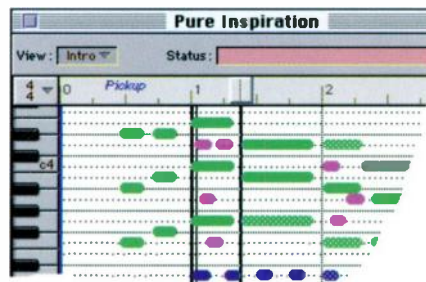 Pure Inspiration
View: Intro Status:
4 0 Pickup 1 2
4
c4